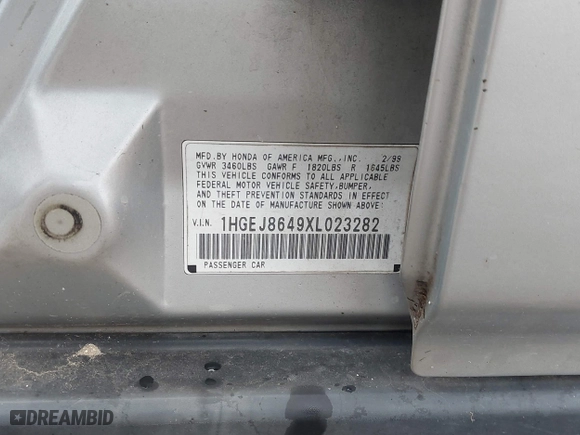 MFD.BY HONDA OF AMERICA MFG.,INC. 2/99
GVWR 3460LBS GAWR F 1820LBS R 1645LBS
THIS VEHICLE CONFORMS TO ALL APPLICABLE
FEDERAL MOTOR VEHICLE SAFETY,BUMPER,
AND THEFT PREVENTION STANDARDS IN EFFECT
ON THE DATE OF MANUFACTURE SHOWN ABOVE:
V.I.N. 1HGEJ8649XL023282
PASSENGER CAR
DREAMBID